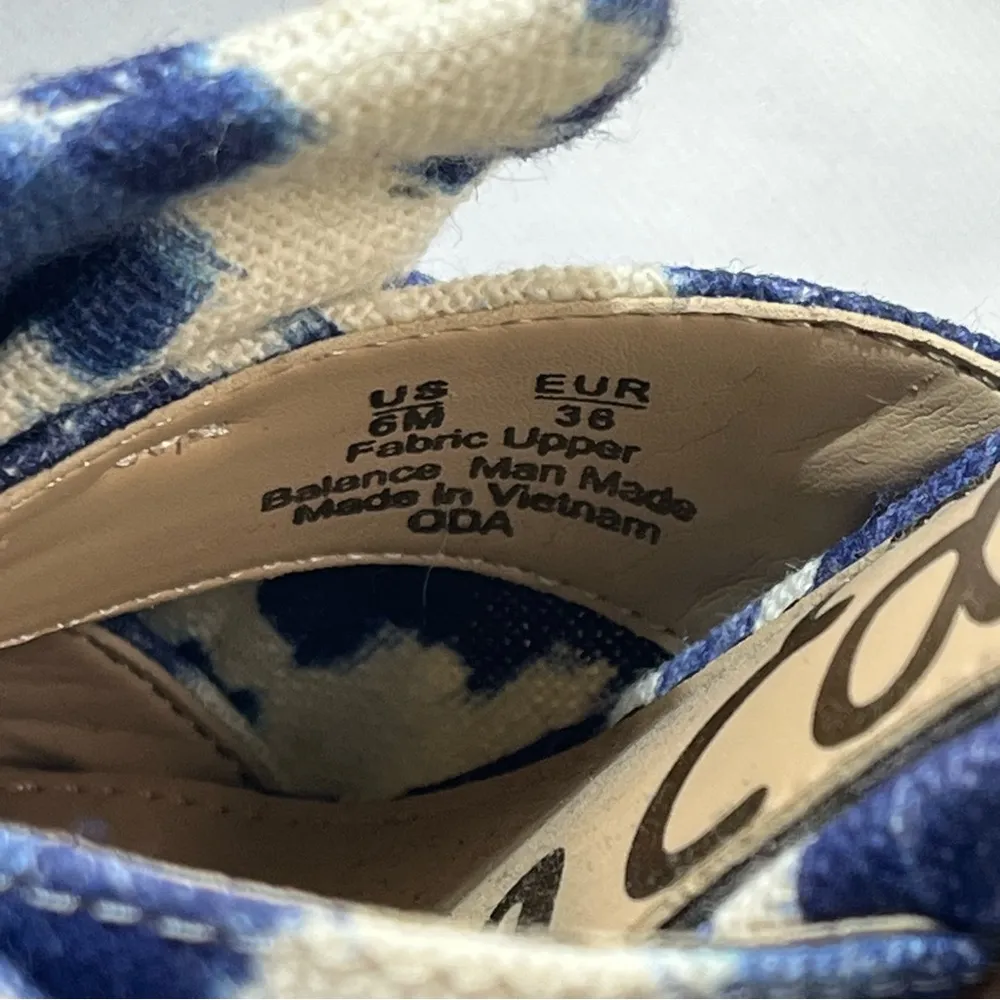 US EUR
6M 36
Fabric Upper
Balance Man Made
Made in Vietnam
ODA